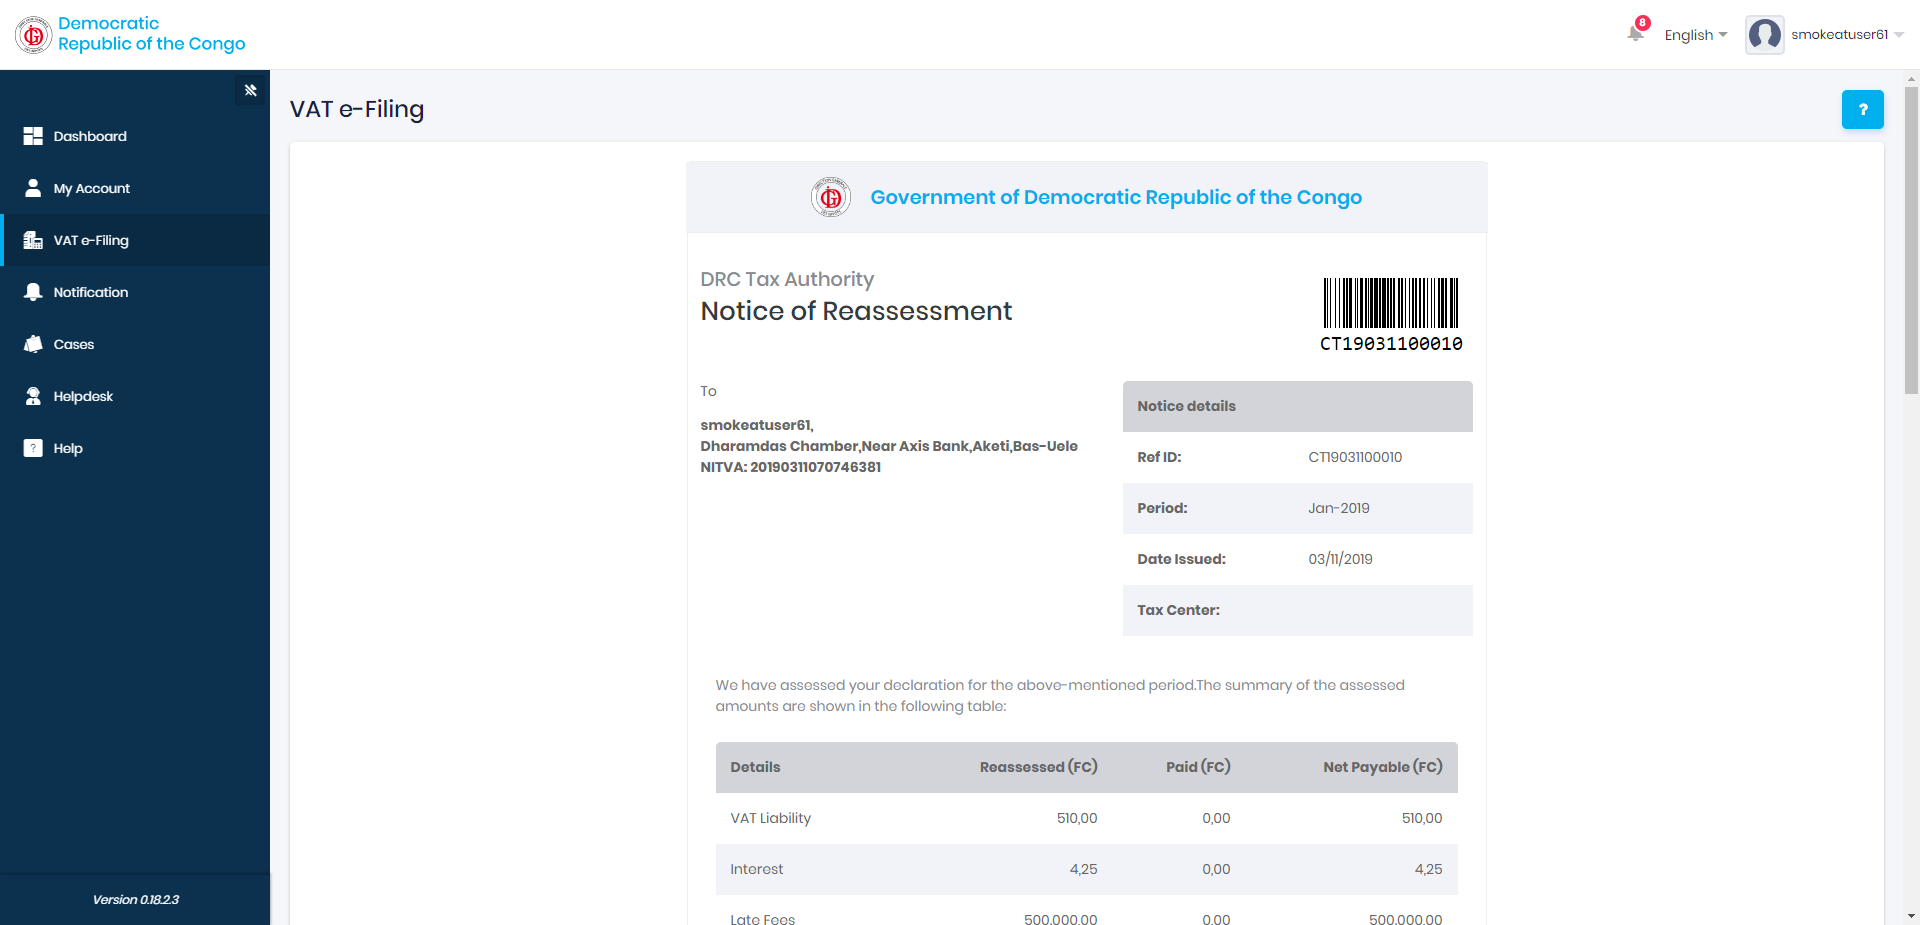 Democratic
Republic of the Congo
8
English
smokeatuser61
Dashboard
My Account
VAT e-Filing
Notification
Cases
Helpdesk
? Help
Version 0.18.2.3
VAT e-Filing
?
Government of Democratic Republic of the Congo
DRC Tax Authority
Notice of Reassessment
CT19031100010
To
smokeatuser61,
Dharamdas Chamber,Near Axis Bank,Aketi,Bas-Uele
NITVA: 20190311070746381
Notice details
Ref ID: CT19031100010
Period: Jan-2019
Date Issued: 03/11/2019
Tax Center:
We have assessed your declaration for the above-mentioned period.The summary of the assessed
amounts are shown in the following table:
Details Reassessed (FC) Paid (FC) Net Payable (FC)
VAT Liability 510,00 0,00 510,00
Interest 4,25 0,00 4,25
Late Fees 500.000,00 0,00 500.000,00